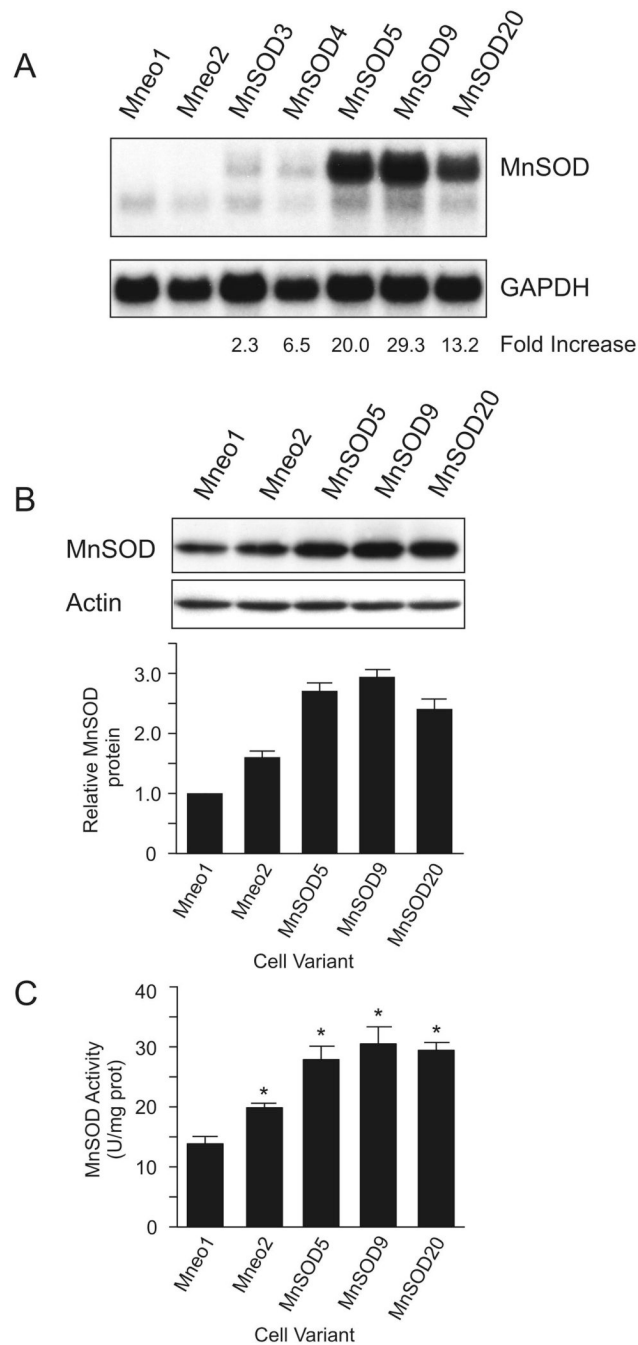 A
Mneo1 Mneo2 MnSOD3 MnSOD4 MnSOD5 MnSOD9 MnSOD20
MnSOD
GAPDH
2.3 6.5 20.0 29.3 13.2 Fold Increase
B
Mneo1 Mneo2 MnSOD5 MnSOD9 MnSOD20
MnSOD
Actin
Relative MnSOD
protein
3.0
2.0
1.0
0
Mneo1 Mneo2 MnSOD5 MnSOD9 MnSOD20
Cell Variant
C
MnSOD Activity
(U/mg prot)
40
30
20
10
0
* * * *
Mneo1 Mneo2 MnSOD5 MnSOD9 MnSOD20
Cell Variant